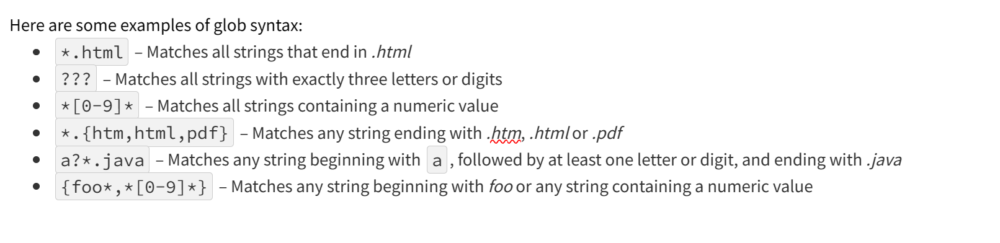 Here are some examples of glob syntax:
• *.html – Matches all strings that end in .html
• ??? – Matches all strings with exactly three letters or digits
• *[0-9]* – Matches all strings containing a numeric value
• *.{htm,html,pdf} – Matches any string ending with .htm, .html or .pdf
• a?*.java – Matches any string beginning with a , followed by at least one letter or digit, and ending with .java
• {foo*,*[0-9]*} – Matches any string beginning with foo or any string containing a numeric value